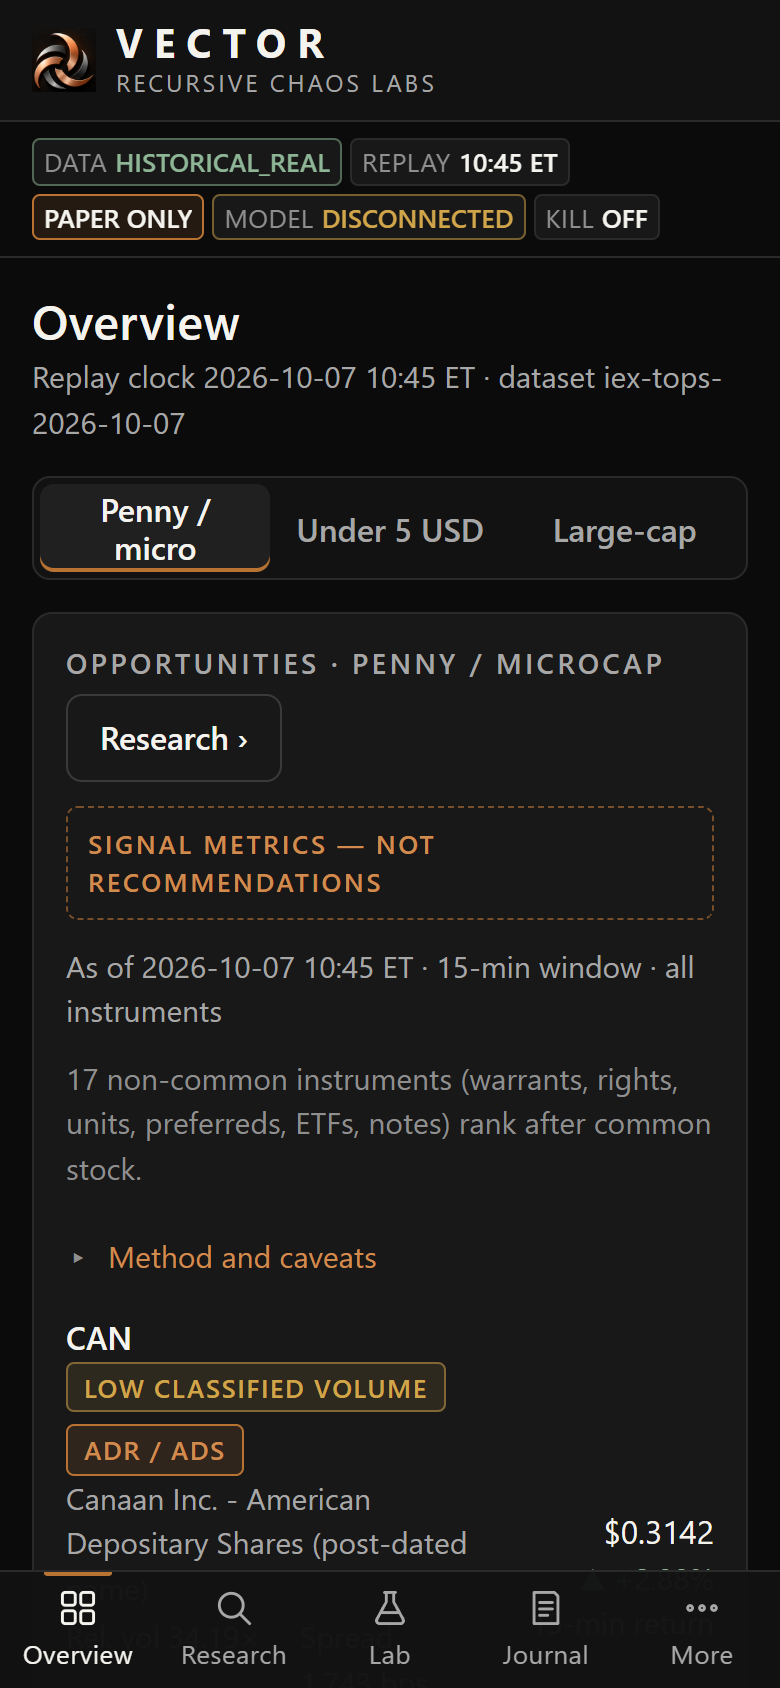 VECTOR
RECURSIVE CHAOS LABS
DATA HISTORICAL_REAL
REPLAY 10:45 ET
PAPER ONLY
MODEL DISCONNECTED
KILL OFF
Overview
Replay clock 2026-10-07 10:45 ET · dataset iex-tops-
2026-10-07
Penny /
micro
Under 5 USD
Large-cap
OPPORTUNITIES · PENNY / MICROCAP
Research ›
SIGNAL METRICS — NOT
RECOMMENDATIONS
As of 2026-10-07 10:45 ET · 15-min window · all
instruments
17 non-common instruments (warrants, rights,
units, preferreds, ETFs, notes) rank after common
stock.
▸ Method and caveats
CAN
LOW CLASSIFIED VOLUME
ADR / ADS
Canaan Inc. - American
Depositary Shares (post-dated
$0.3142
▲ +2.88%
Spread
Overview
Research
Lab
Journal
More